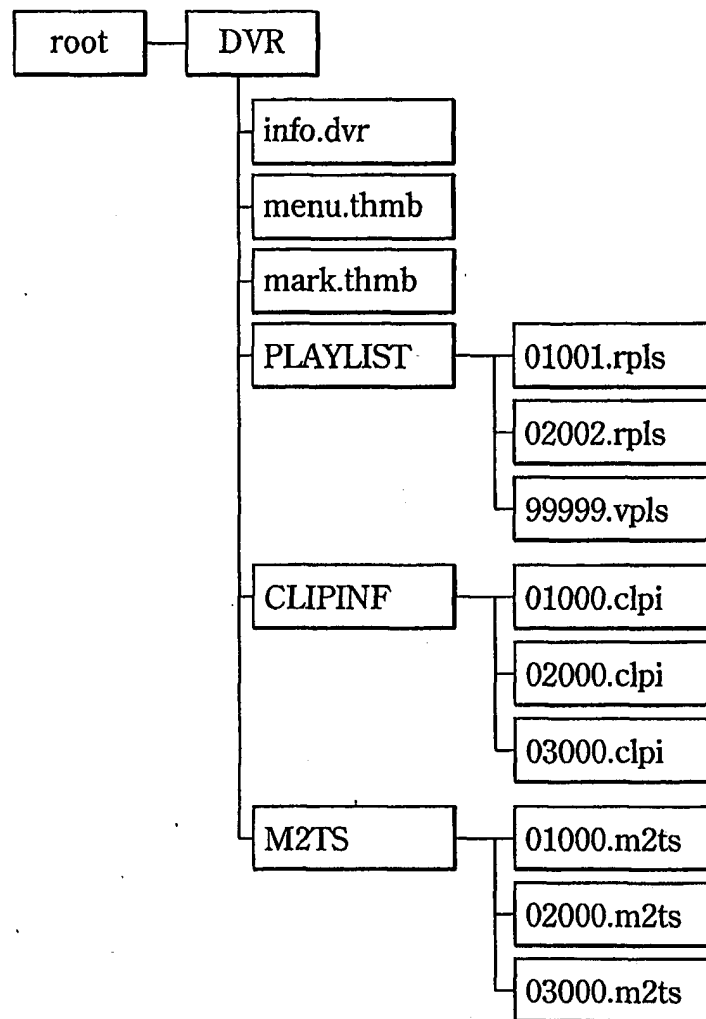 root
DVR
info.dvr
menu.thmb
mark.thmb
PLAYLIST
01001.rpls
02002.rpls
99999.vpls
CLIPINF
01000.clpi
02000.clpi
03000.clpi
M2TS
01000.m2ts
02000.m2ts
03000.m2ts